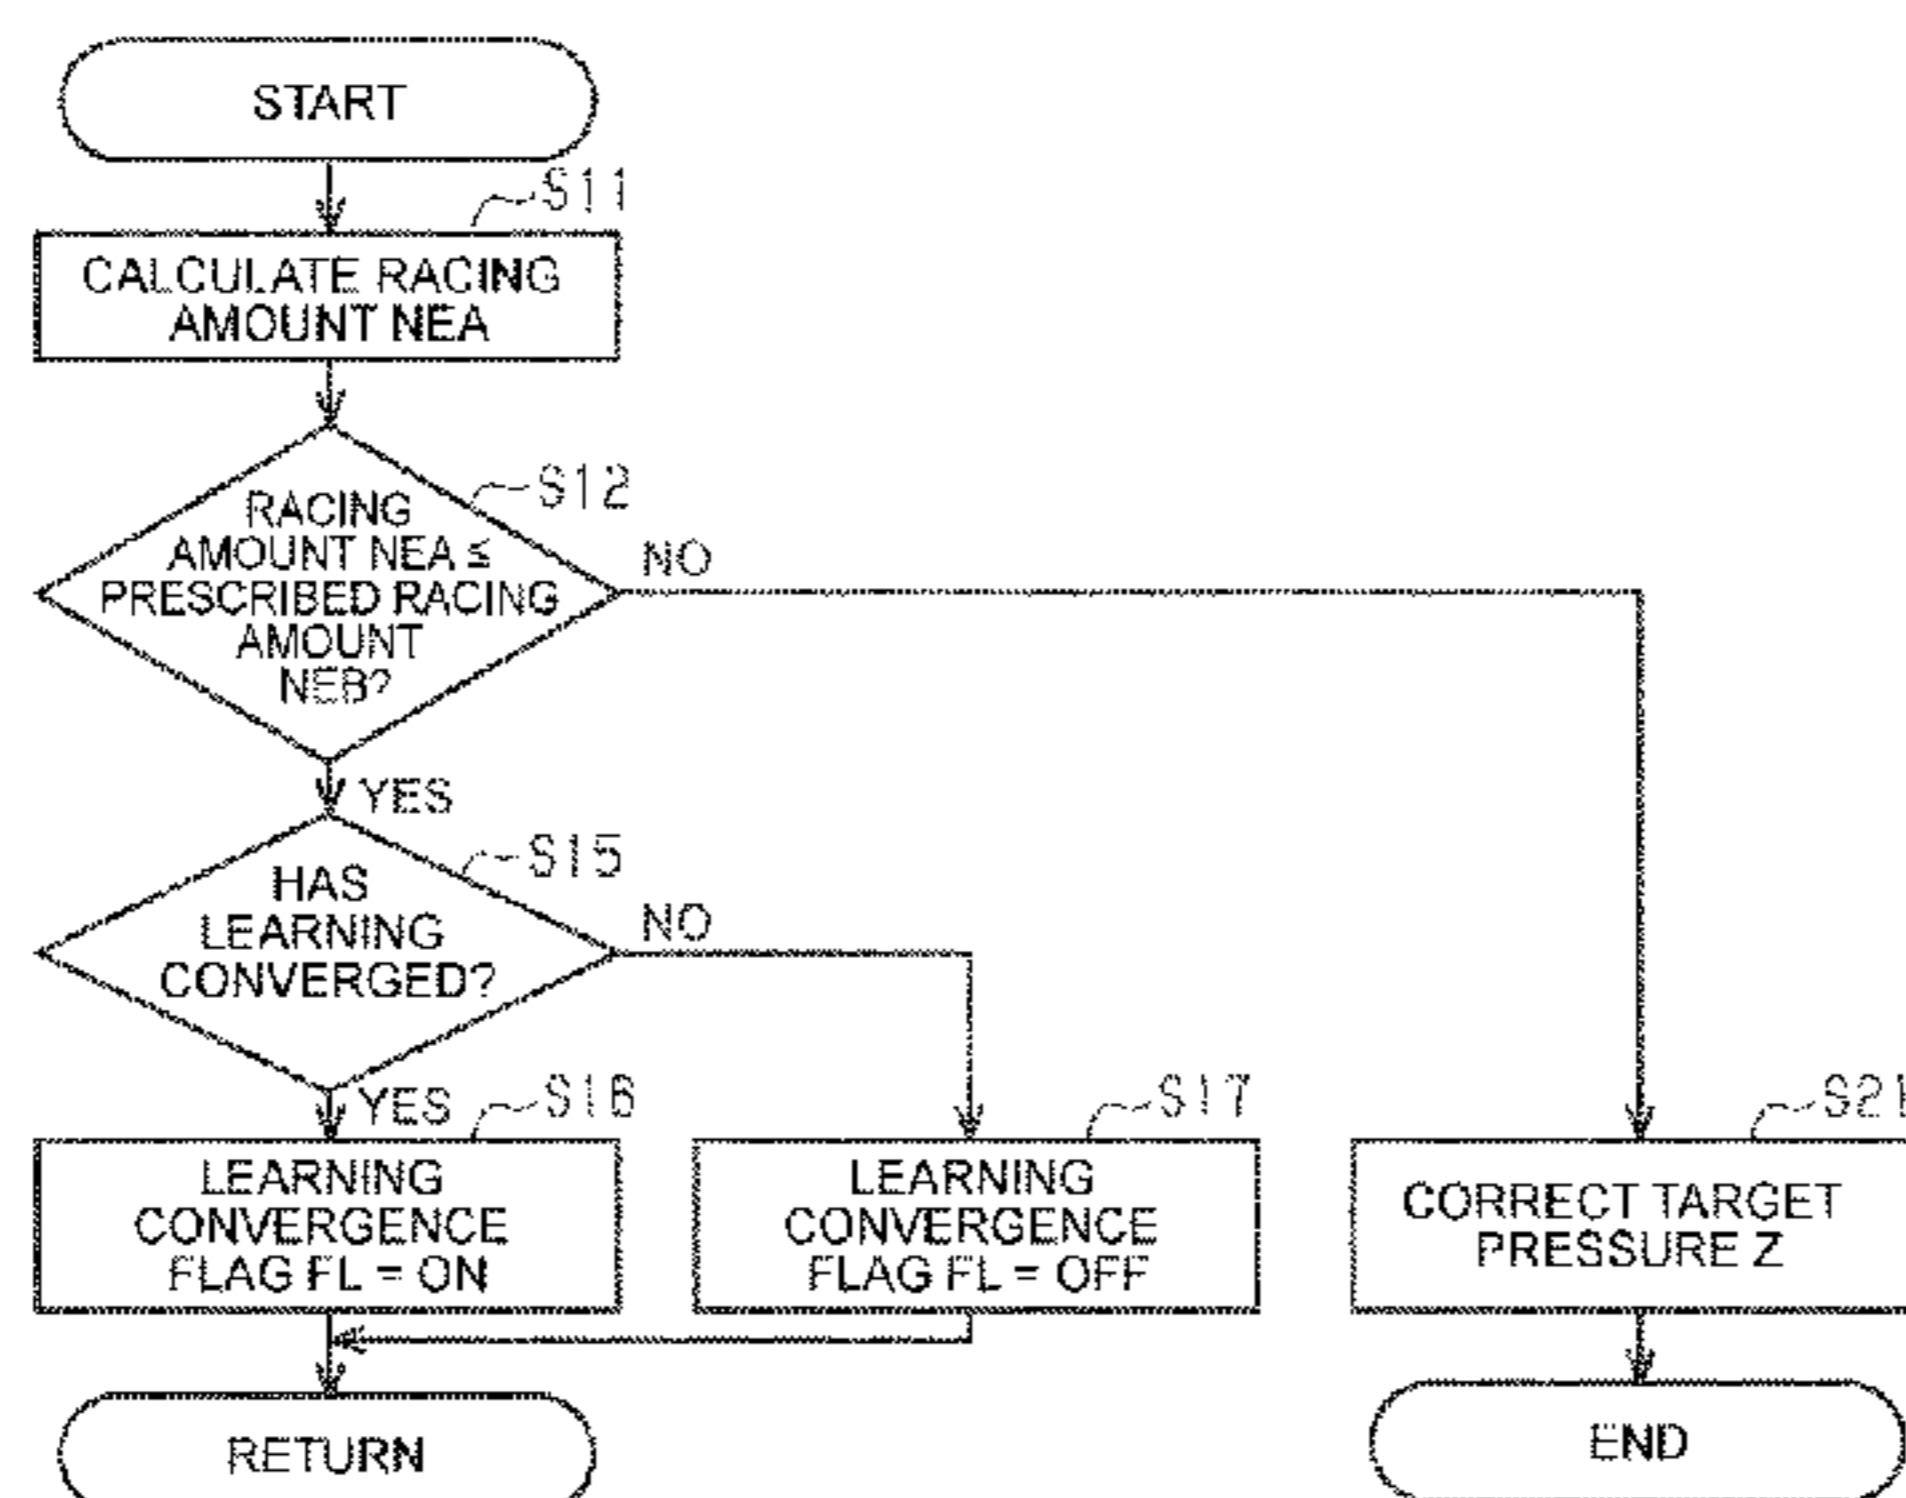 START
S11
CALCULATE RACING
AMOUNT NEA
S12
RACING
AMOUNT NEA ≤
PRESCRIBED RACING
AMOUNT
NEB?
NO
YES
S15
HAS
LEARNING
CONVERGED?
NO
YES
S16
LEARNING
CONVERGENCE
FLAG FL = ON
S17
LEARNING
CONVERGENCE
FLAG FL = OFF
S21
CORRECT TARGET
PRESSURE Z
RETURN
END